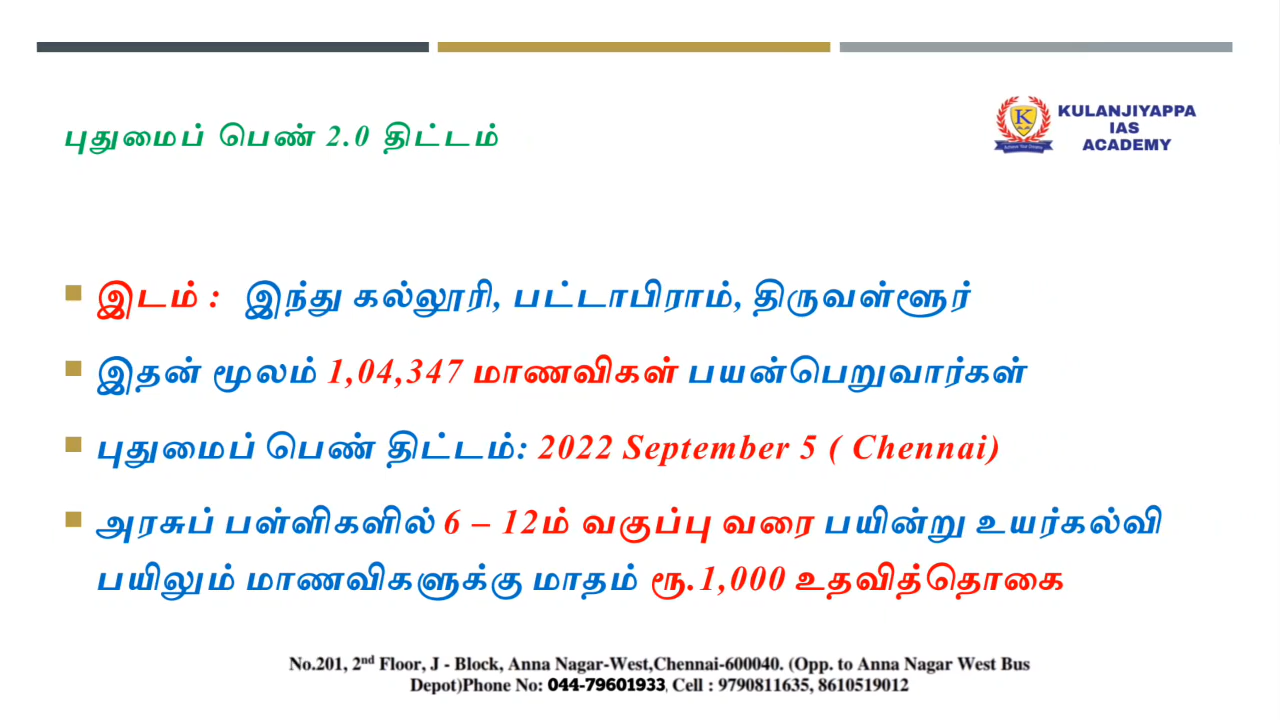 புதுமைப் பெண் 2.0 திட்டம்
KULANJIYAPPA
IAS
ACADEMY
இடம் : இந்து கல்லூரி, பட்டாபிராம், திருவள்ளூர்
இதன் மூலம் 1,04,347 மாணவிகள் பயன்பெறுவார்கள்
புதுமைப் பெண் திட்டம்: 2022 September 5 ( Chennai)
அரசுப் பள்ளிகளில் 6 – 12ம் வகுப்பு வரை பயின்று உயர்கல்வி
பயிலும் மாணவிகளுக்கு மாதம் ரூ.1,000 உதவித்தொகை
No.201, 2nd Floor, J - Block, Anna Nagar-West,Chennai-600040. (Opp. to Anna Nagar West Bus
Depot)Phone No: 044-79601933, Cell : 9790811635, 8610519012